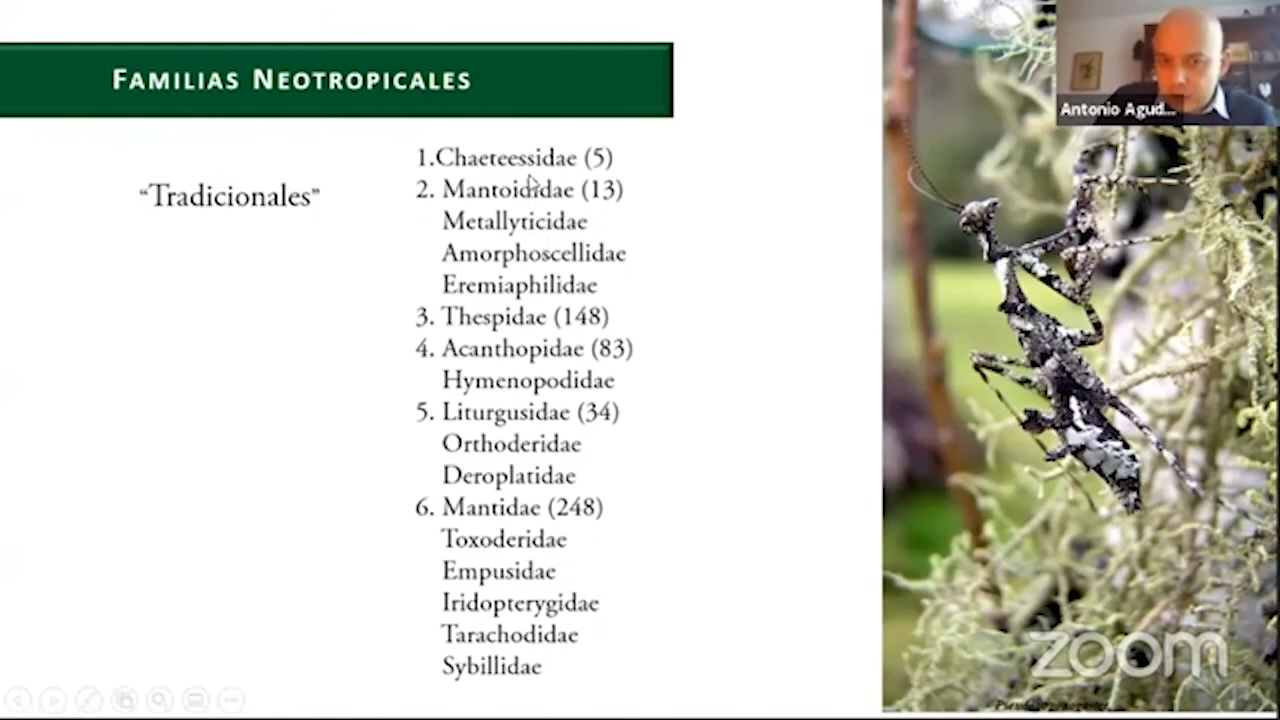 FAMILIAS NEOTROPICALES
“Tradicionales”
1.Chaeteessidae (5)
2. Mantoididae (13)
Metallyticidae
Amorphoscellidae
Eremiaphilidae
3. Thespidae (148)
4. Acanthopidae (83)
Hymenopodidae
5. Liturgusidae (34)
Orthoderidae
Deroplatidae
6. Mantidae (248)
Toxoderidae
Empusidae
Iridopterygidae
Tarachodidae
Sybillidae
Antonio Agud...
zoom